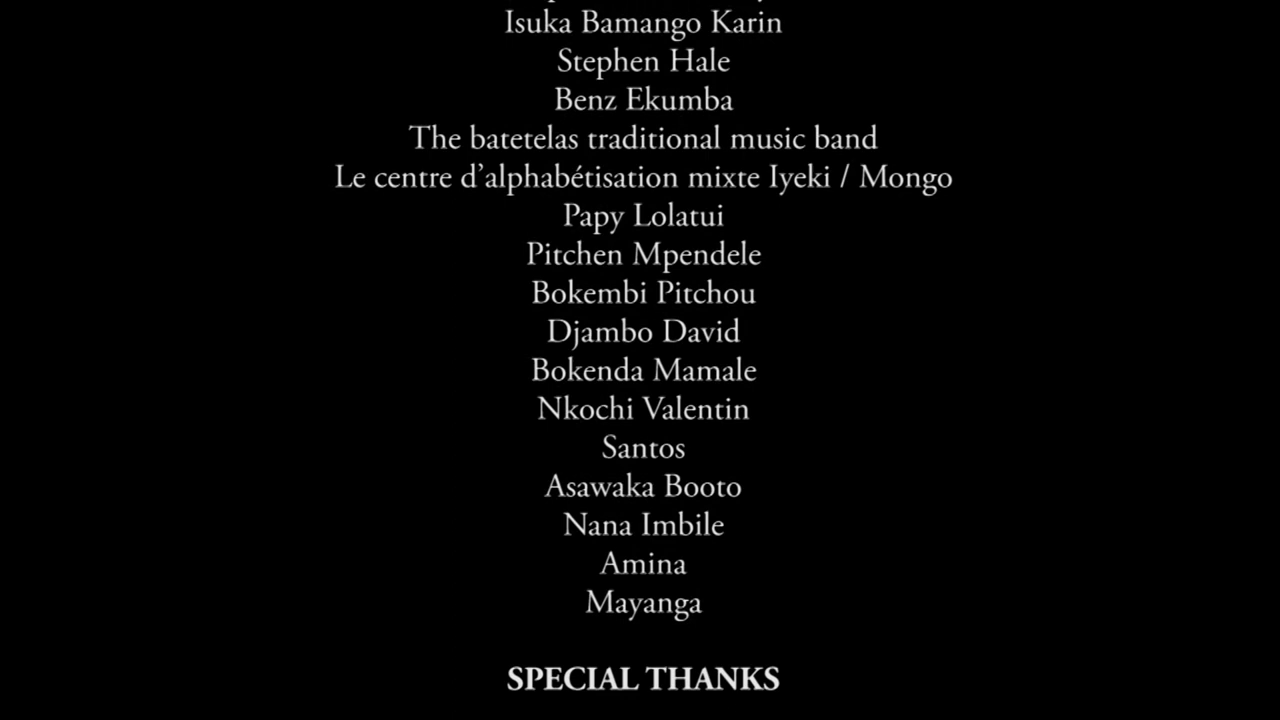 Isuka Bamango Karin
Stephen Hale
Benz Ekumba
The batetelas traditional music band
Le centre d’alphabétisation mixte Iyeki / Mongo
Papy Lolatui
Pitchen Mpendele
Bokembi Pitchou
Djambo David
Bokenda Mamale
Nkochi Valentin
Santos
Asawaka Booto
Nana Imbile
Amina
Mayanga
SPECIAL THANKS